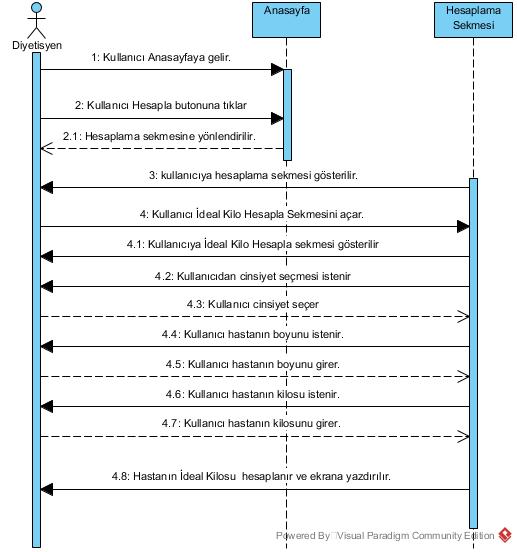 Diyetisyen
Anasayfa
Hesaplama
Sekmesi
1: Kullanıcı Anasayfaya gelir.
2: Kullanıcı Hesapla butonuna tıklar
2.1: Hesaplama sekmesine yönlendirilir.
3: kullanıcıya hesaplama sekmesi gösterilir.
4: Kullanıcı İdeal Kilo Hesapla Sekmesini açar.
4.1: Kullanıcıya İdeal Kilo Hesapla sekmesi gösterilir
4.2: Kullanıcıdan cinsiyet seçmesi istenir
4.3: Kullanıcı cinsiyet seçer
4.4: Kullanıcı hastanın boyunu istenir.
4.5: Kullanıcı hastanın boyunu girer.
4.6: Kullanıcı hastanın kilosu istenir.
4.7: Kullanıcı hastanın kilosunu girer.
4.8: Hastanın İdeal Kilosu hesaplanır ve ekrana yazdırılır.
Powered By Visual Paradigm Community Edition